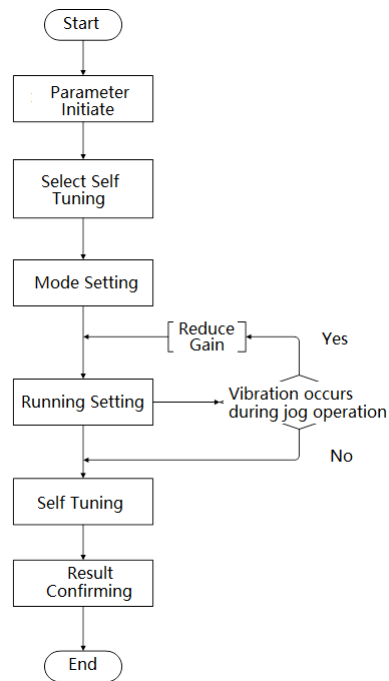 Start
Parameter
Initiate
Select Self
Tuning
Mode Setting
Reduce
Gain
Yes
Running Setting
Vibration occurs
during jog operation
No
Self Tuning
Result
Confirming
End